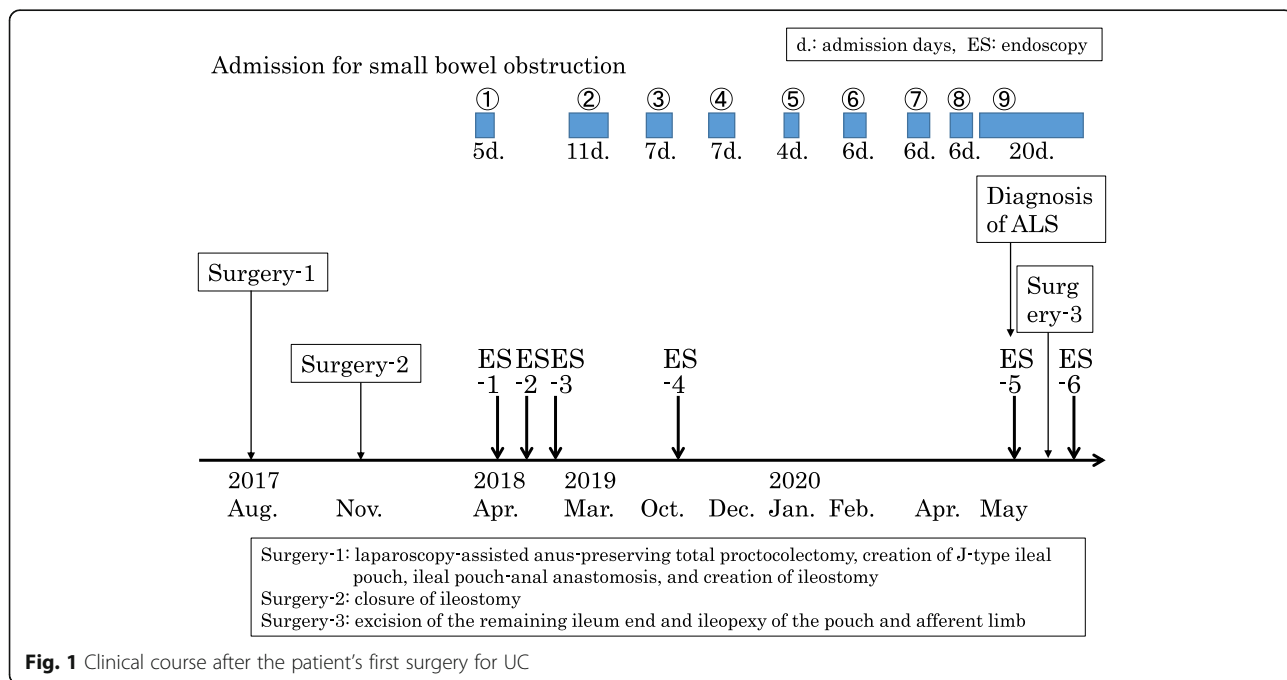 d.: admission days, ES: endoscopy
Admission for small bowel obstruction
① ② ③ ④ ⑤ ⑥ ⑦ ⑧ ⑨
5d. 11d. 7d. 7d. 4d. 6d. 6d. 6d. 20d.
Diagnosis
of ALS
Surgery-1
Surg
ery-3
Surgery-2
ES ES ES ES ES ES
-1 -2 -3 -4 -5 -6
2017 2018 2019 2020
Aug. Nov. Apr. Mar. Oct. Dec. Jan. Feb. Apr. May
Surgery-1: laparoscopy-assisted anus-preserving total proctocolectomy, creation of J-type ileal
pouch, ileal pouch-anal anastomosis, and creation of ileostomy
Surgery-2: closure of ileostomy
Surgery-3: excision of the remaining ileum end and ileopexy of the pouch and afferent limb
Fig. 1 Clinical course after the patient's first surgery for UC